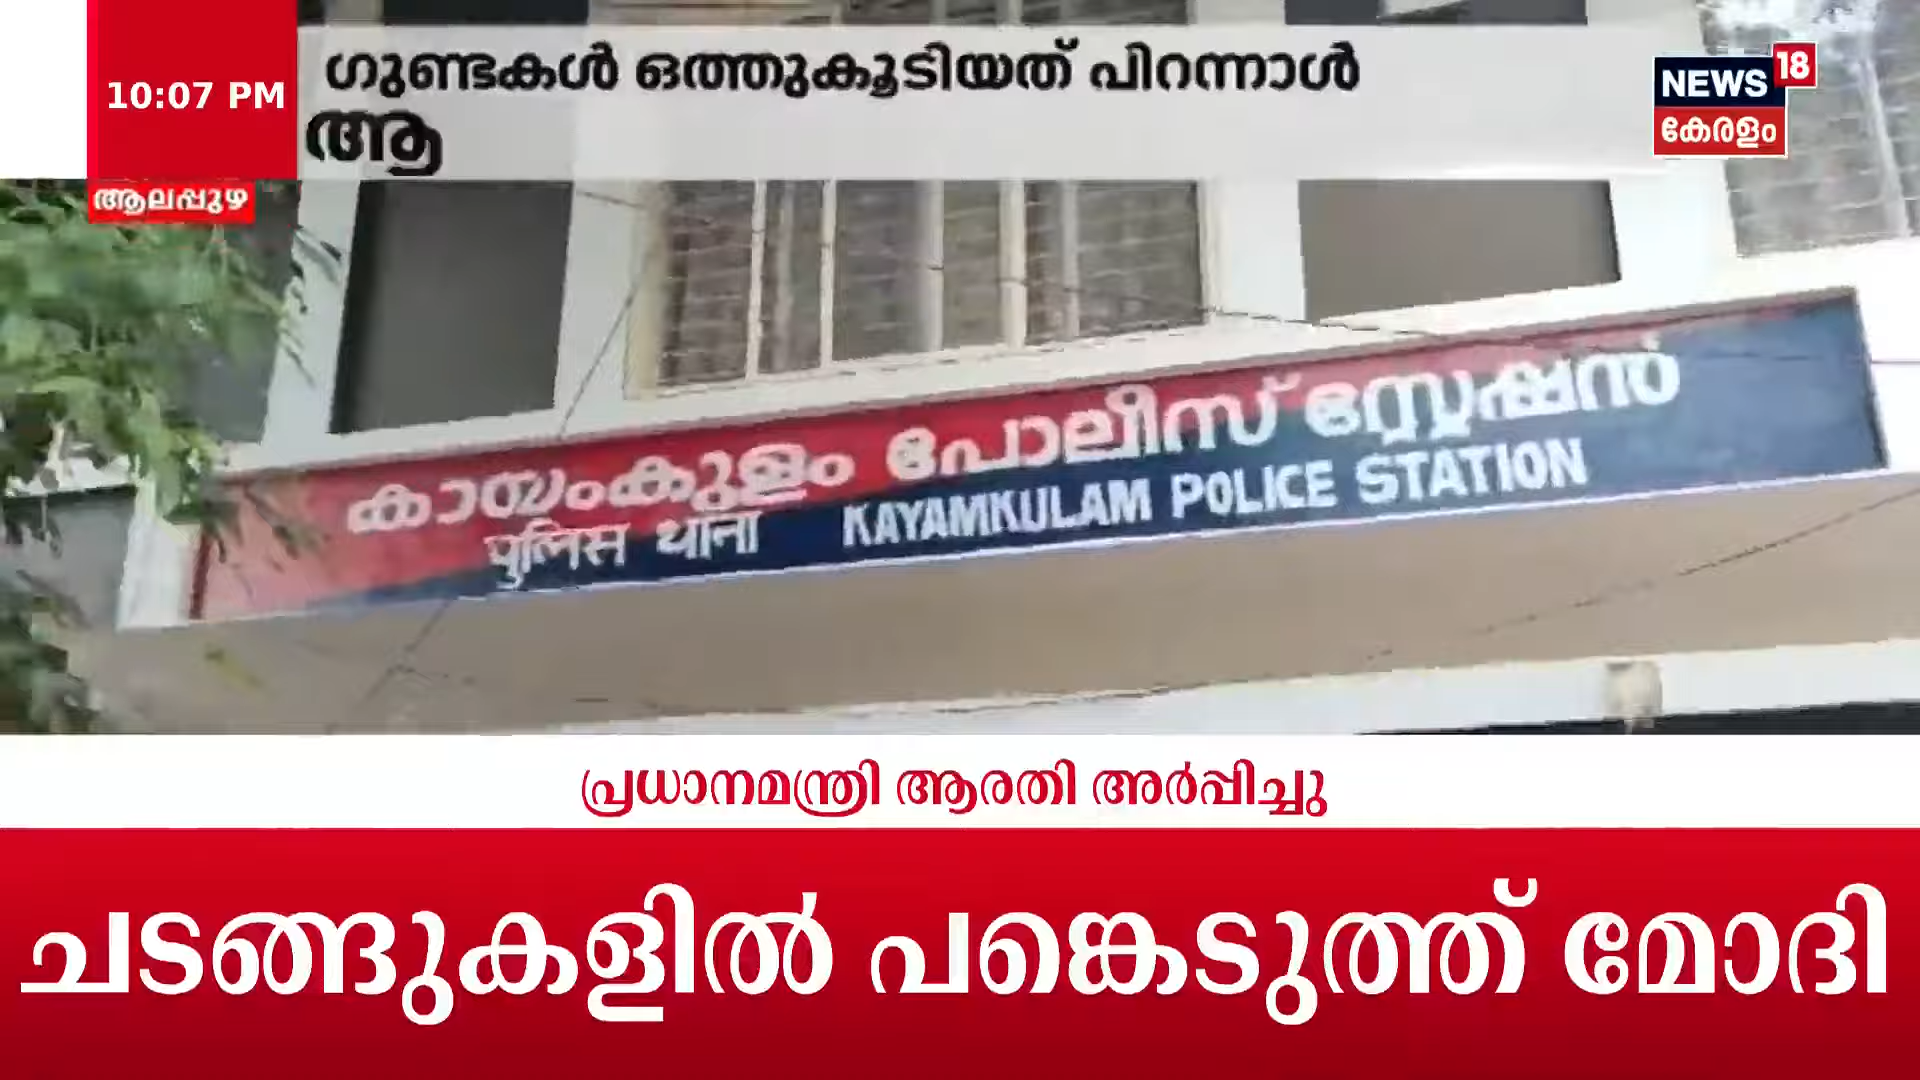 10:07 PM
ഗുണ്ടകൾ ഒത്തുകൂടിയത് പിറന്നാൾ
ആ
NEWS 18
കേരളം
ആലപ്പുഴ
കായംകുളം പോലീസ് സ്റ്റേഷൻ
पुलिस थाना KAYAMKULAM POLICE STATION
പ്രധാനമന്ത്രി ആരതി അർപ്പിച്ചു
ചടങ്ങുകളിൽ പങ്കെടുത്ത് മോദി